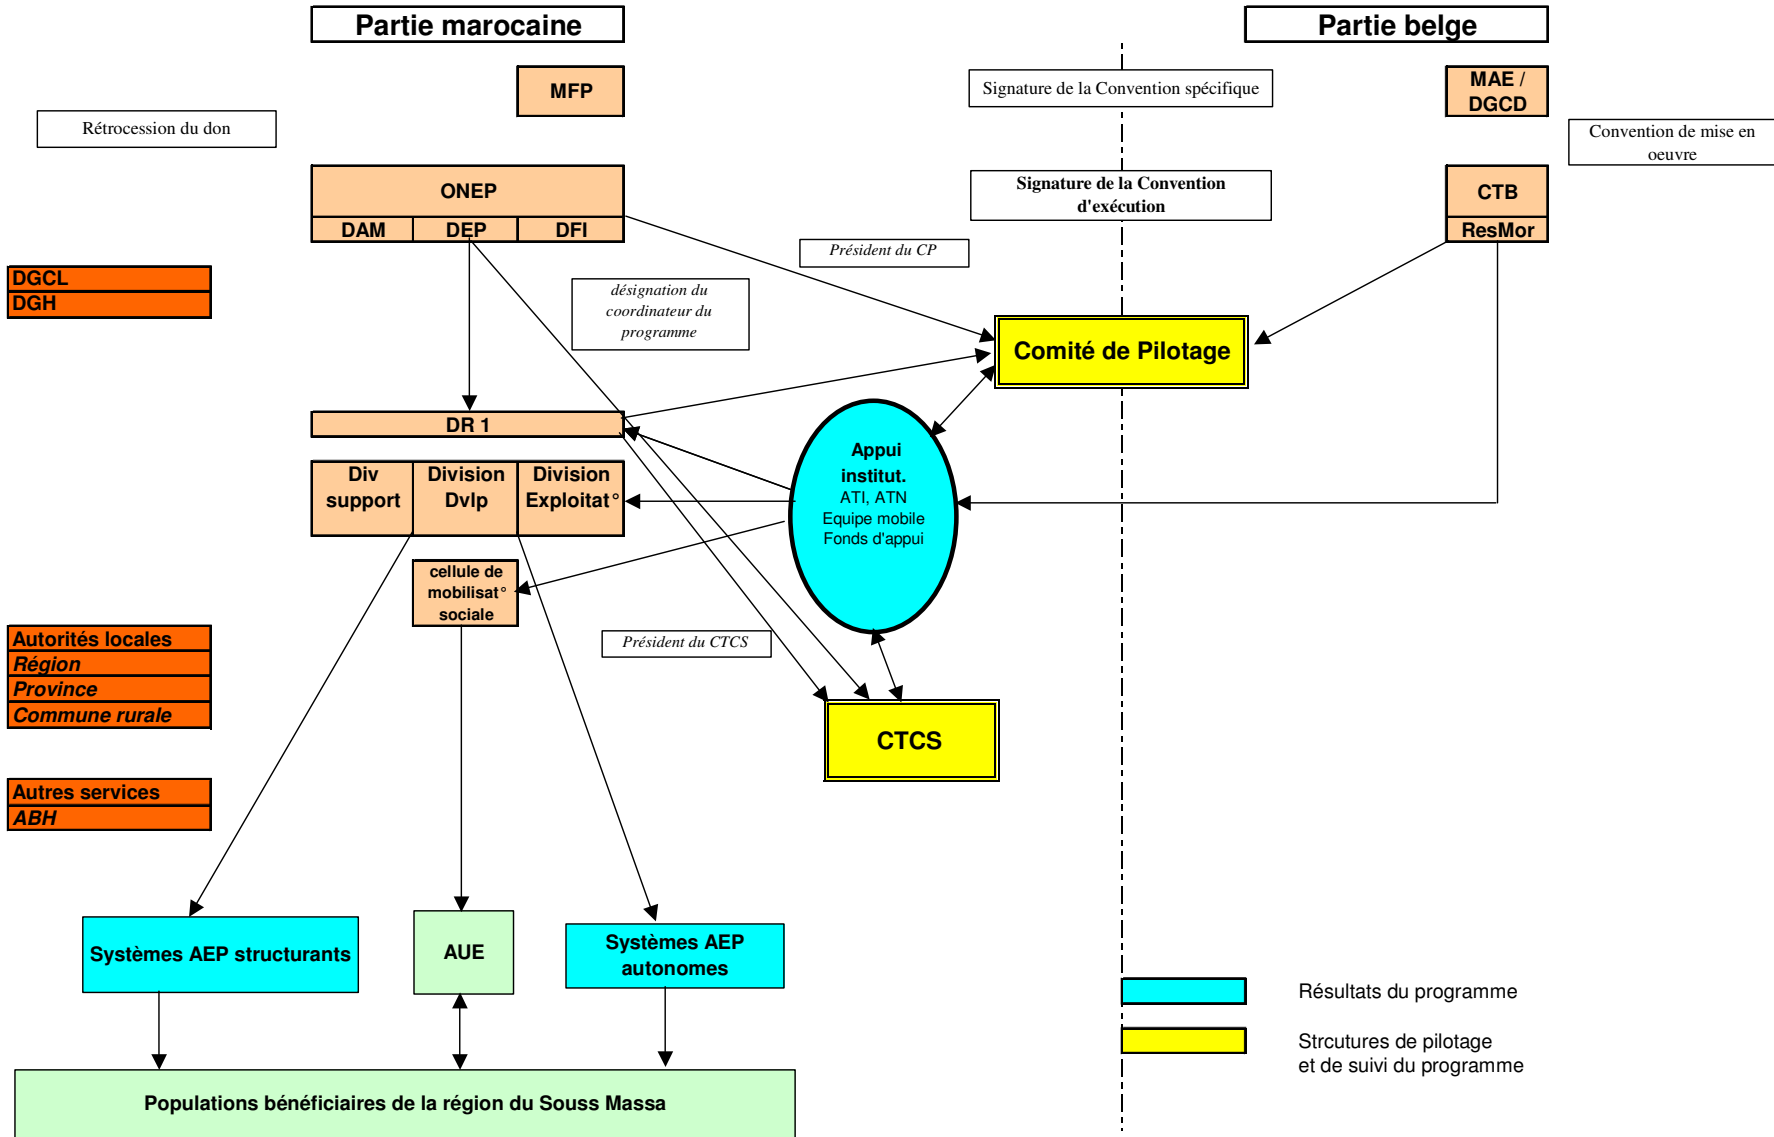 Partie marocaine
Partie belge
MFP
Signature de la Convention spécifique
MAE /
DGCD
Rétrocession du don
Convention de mise en
oeuvre
ONEP
DAM
DEP
DFI
Signature de la Convention
d'exécution
CTB
ResMor
Président du CP
DGCL
DGH
désignation du
coordinateur du
programme
Comité de Pilotage
DR 1
Div
support
Division
Dvlp
Division
Exploitat°
Appui
institut.
ATI, ATN
Equipe mobile
Fonds d'appui
cellule de
mobilisat°
sociale
Autorités locales
Région
Province
Commune rurale
Président du CTCS
CTCS
Autres services
ABH
Systèmes AEP structurants
AUE
Systèmes AEP
autonomes
Résultats du programme
Strcutures de pilotage
et de suivi du programme
Populations bénéficiaires de la région du Souss Massa